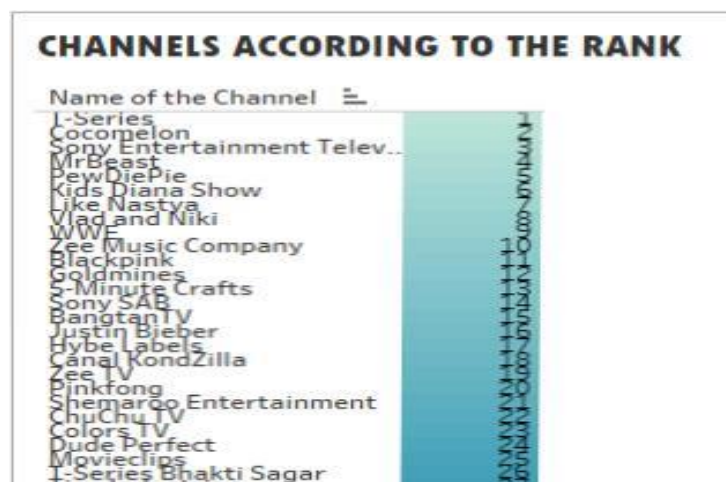 CHANNELS ACCORDING TO THE RANK
Name of the Channel
T-Series 1
Cocomelon 2
Sony Entertainment Telev.. 3
MrBeast 4
PewDiePie 5
Kids Diana Show 6
Like Nastya 7
Vlad and Niki 8
WWE 9
Zee Music Company 10
Blackpink 11
Goldmines 12
5-Minute Crafts 13
Sony SAB 14
BangtanTV 15
Justin Bieber 16
Hybe Labels 17
Canal KondZilla 18
Zee TV 19
Pinkfong 20
Shemaroo Entertainment 21
ChuChu TV 22
Colors TV 23
Dude Perfect 24
Movieclips 25
T-Series Bhakti Sagar 26